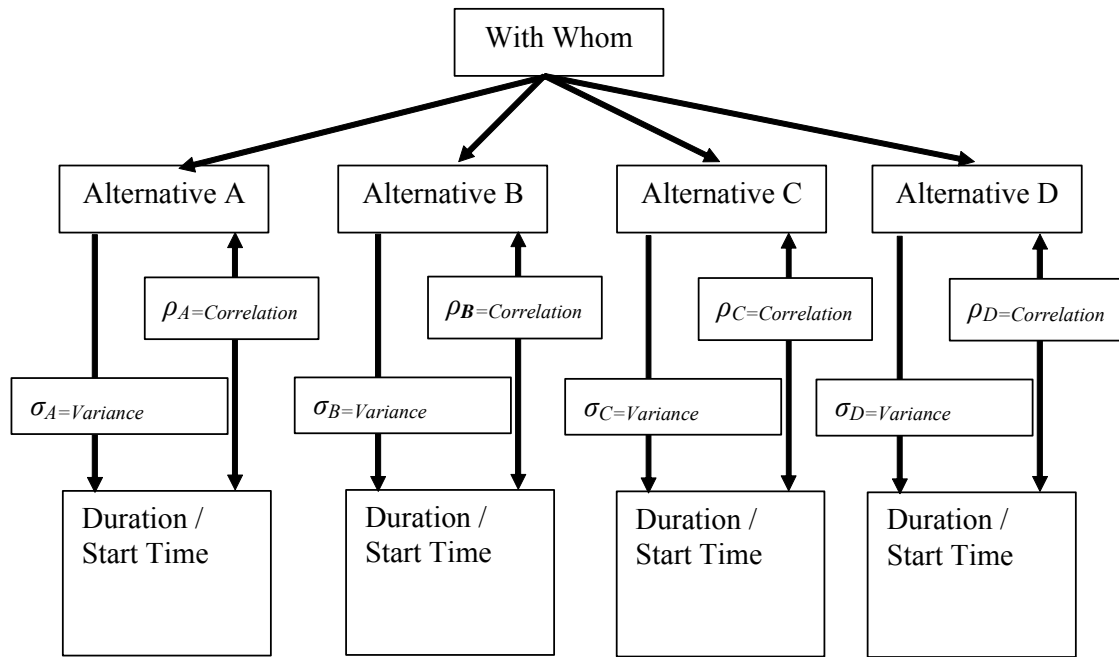 With Whom
Alternative A
Alternative B
Alternative C
Alternative D
ρA=Correlation
ρB=Correlation
ρC=Correlation
ρD=Correlation
σA=Variance
σB=Variance
σC=Variance
σD=Variance
Duration /
Start Time
Duration /
Start Time
Duration /
Start Time
Duration /
Start Time